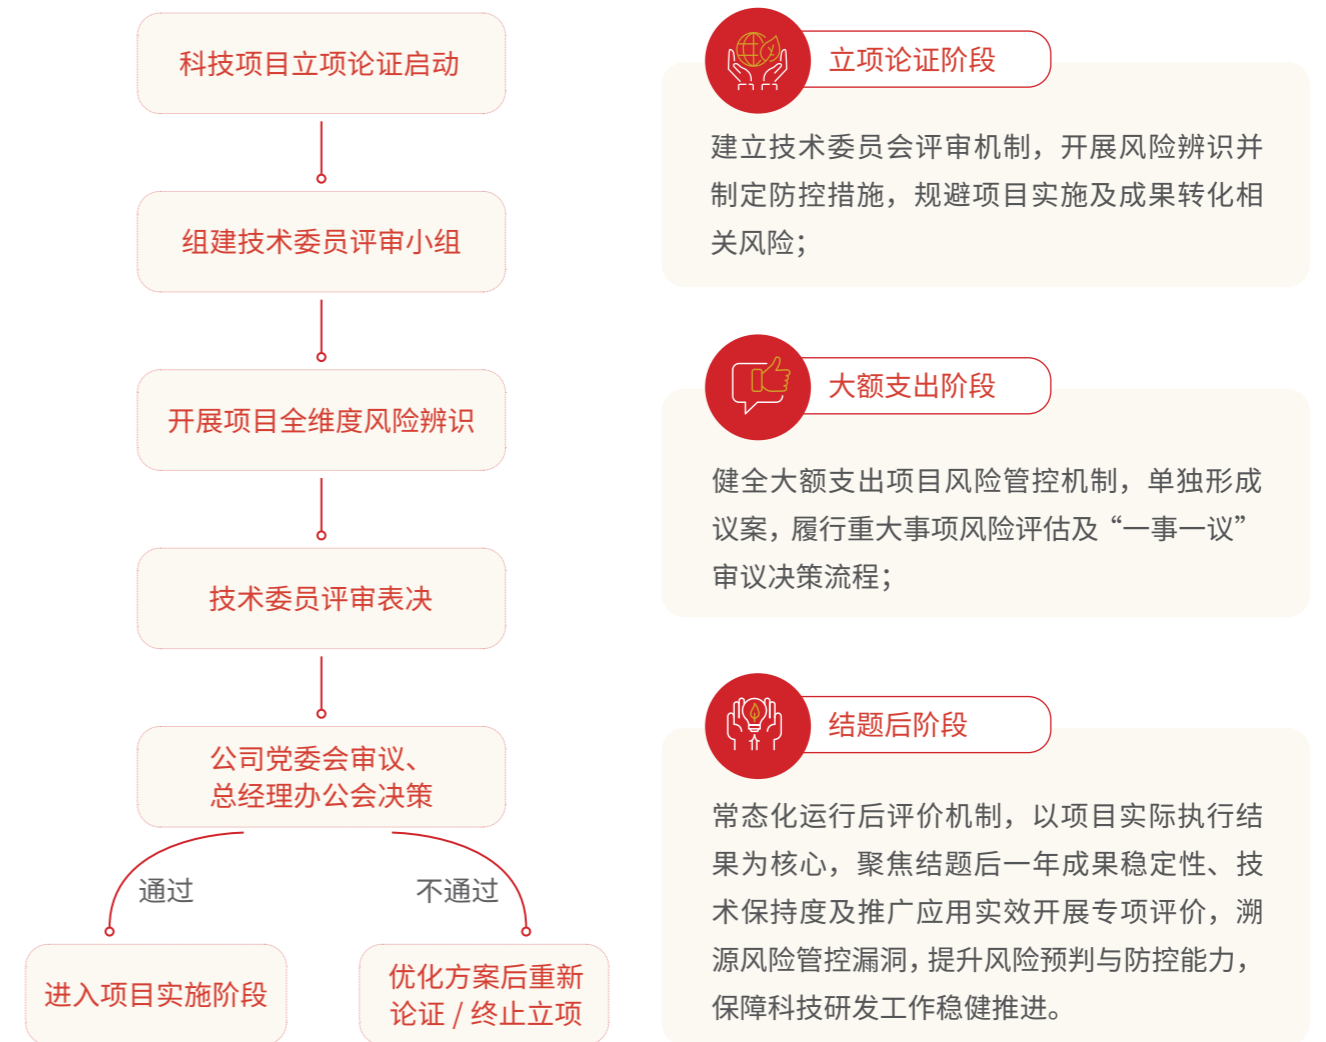 科技项目立项论证启动
组建技术委员评审小组
开展项目全维度风险辨识
技术委员评审表决
公司党委会审议、
总经理办公会决策
通过
不通过
进入项目实施阶段
优化方案后重新
论证 / 终止立项
立项论证阶段
建立技术委员会评审机制，开展风险辨识并
制定防控措施，规避项目实施及成果转化相
关风险；
大额支出阶段
健全大额支出项目风险管控机制，单独形成
议案，履行重大事项风险评估及“一事一议”
审议决策流程；
结题后阶段
常态化运行后评价机制，以项目实际执行结
果为核心，聚焦结题后一年成果稳定性、技
术保持度及推广应用实效开展专项评价，溯
源风险管控漏洞，提升风险预判与防控能力，
保障科技研发工作稳健推进。